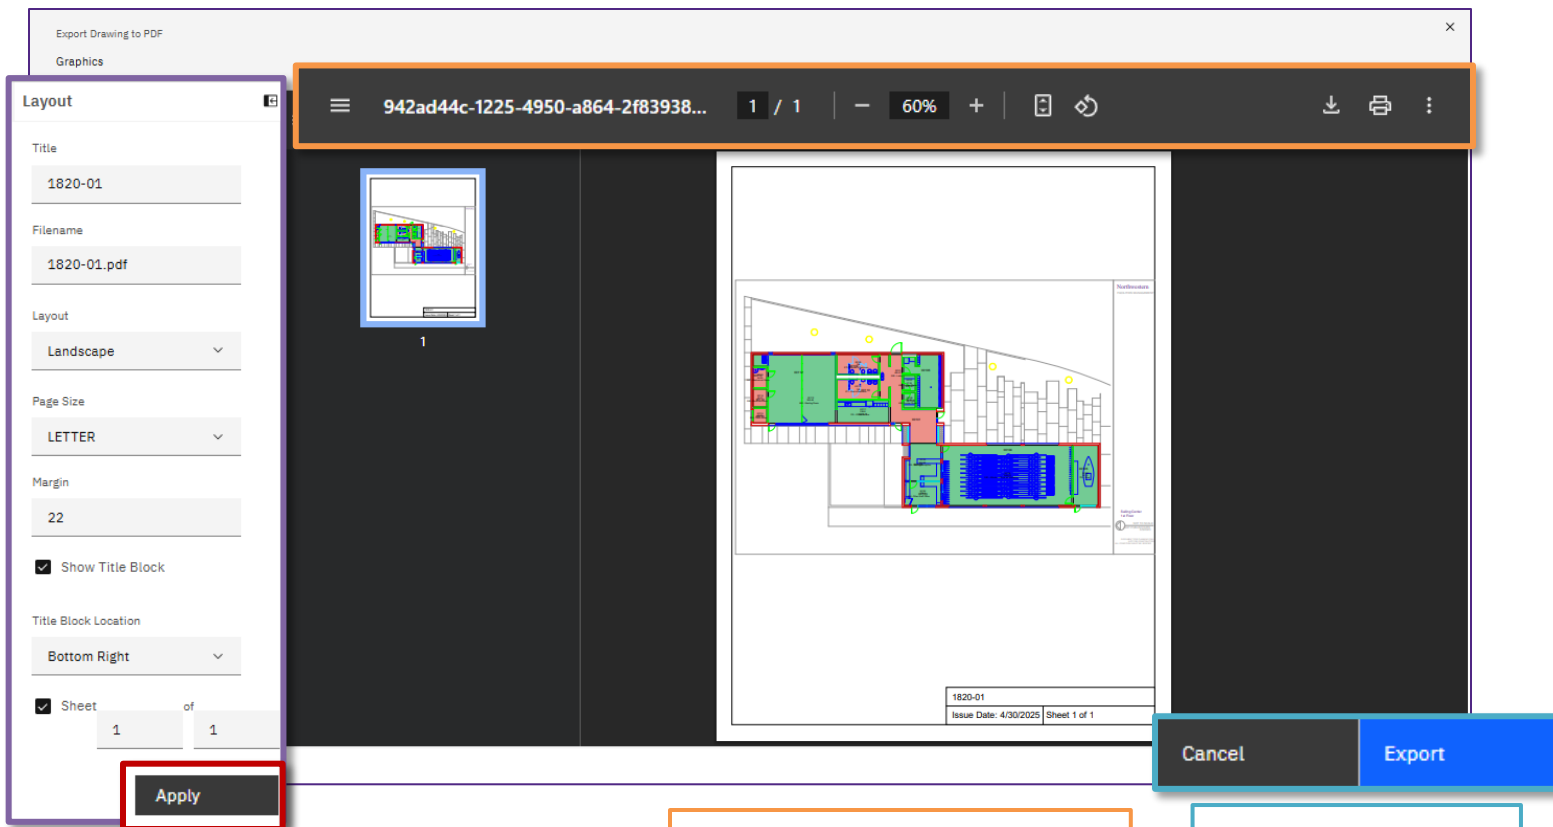 Export Drawing to PDF
Graphics
Layout
Title
1820-01
Filename
1820-01.pdf
Layout
Landscape
Page Size
LETTER
Margin
22
Show Title Block
Title Block Location
Bottom Right
Sheet of
1 1
Apply
942ad44c-1225-4950-a864-2f83938... 1 / 1 60%
1
Northwestern
1820-01
Issue Date: 4/30/2025 Sheet 1 of 1
Cancel Export